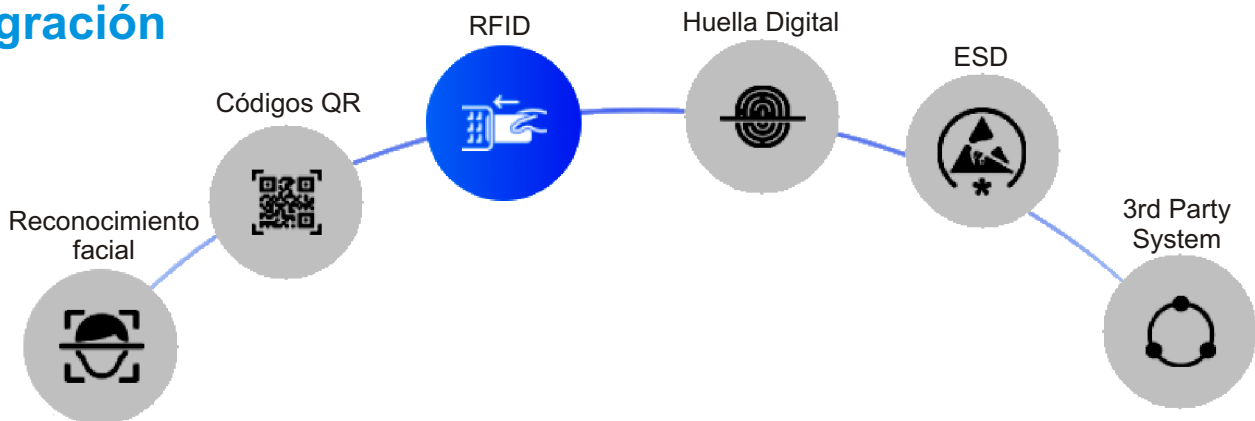 gración
RFID
Huella Digital
ESD
Códigos QR
3rd Party
System
Reconocimiento
facial